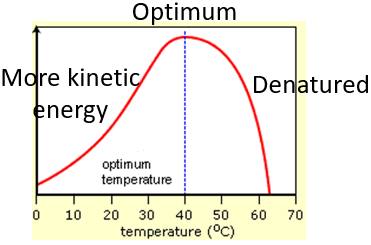 Optimum
More kinetic
energy
Denatured
optimum
temperature
0 10 20 30 40 50 60 70
temperature (°C)